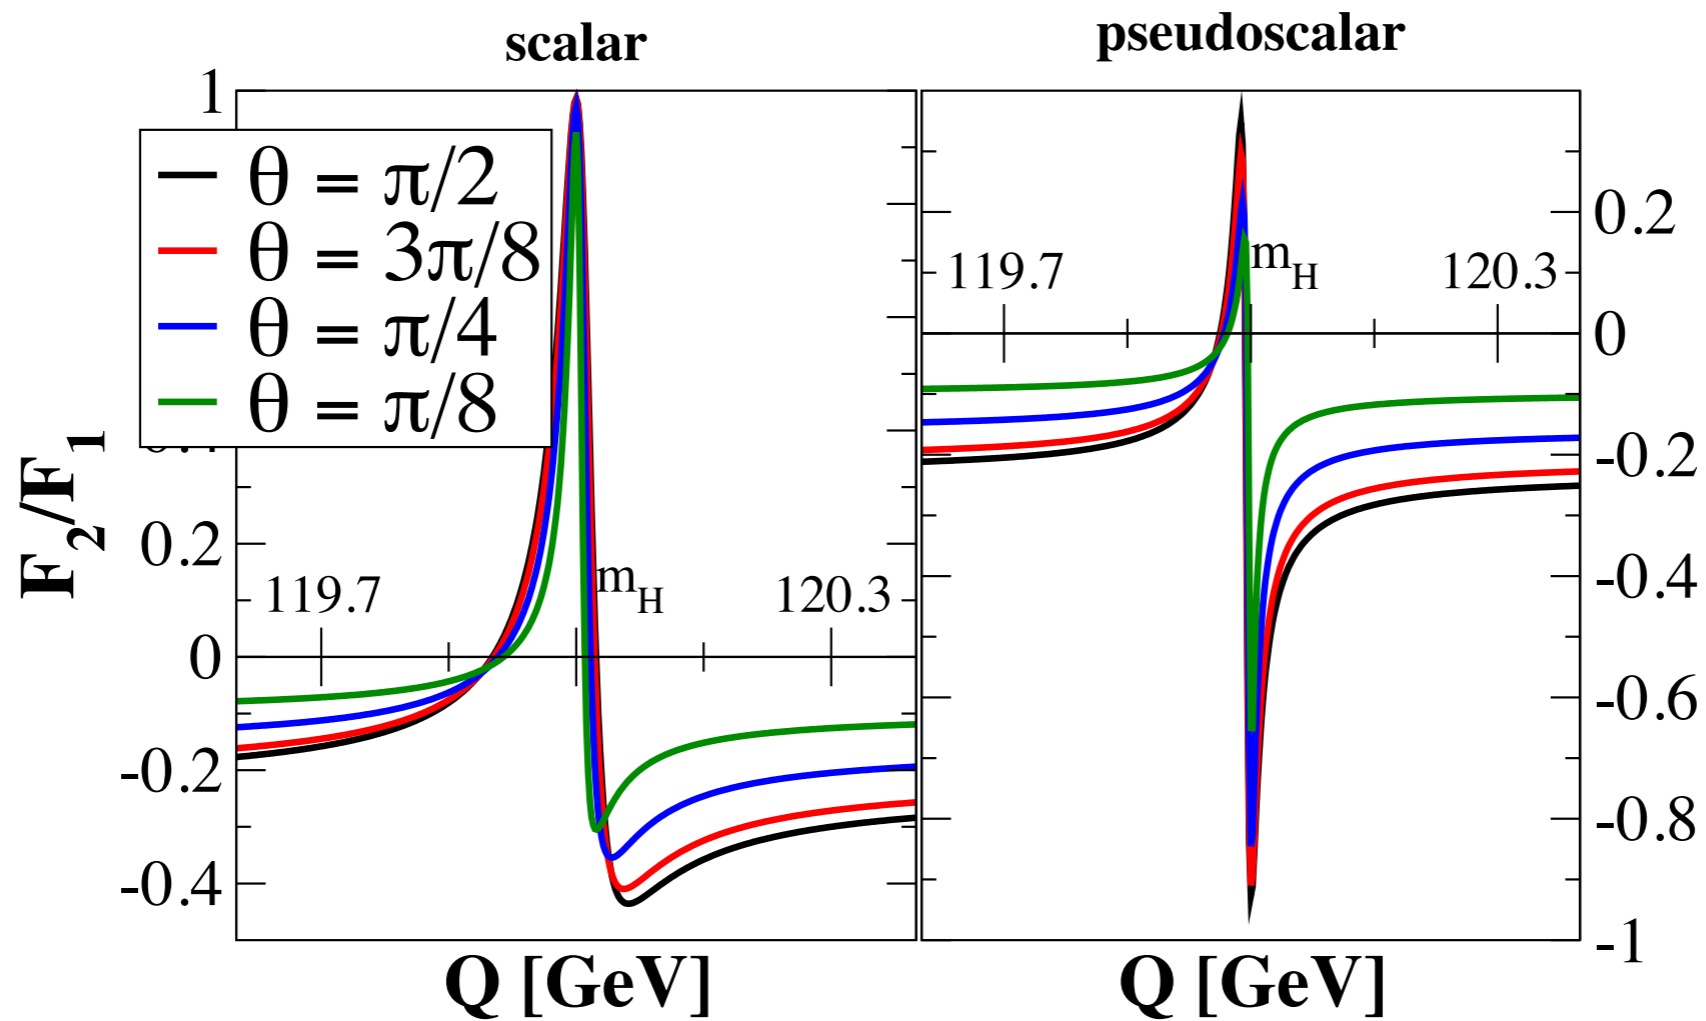 scalar
pseudoscalar
1
θ = π/2
θ = 3π/8
θ = π/4
θ = π/8
0.2
0
-0.2
-0.4
F2/F1
119.7
mH
120.3
Q [GeV]
119.7
mH
120.3
0.2
0
-0.2
-0.4
-0.6
-0.8
-1
Q [GeV]